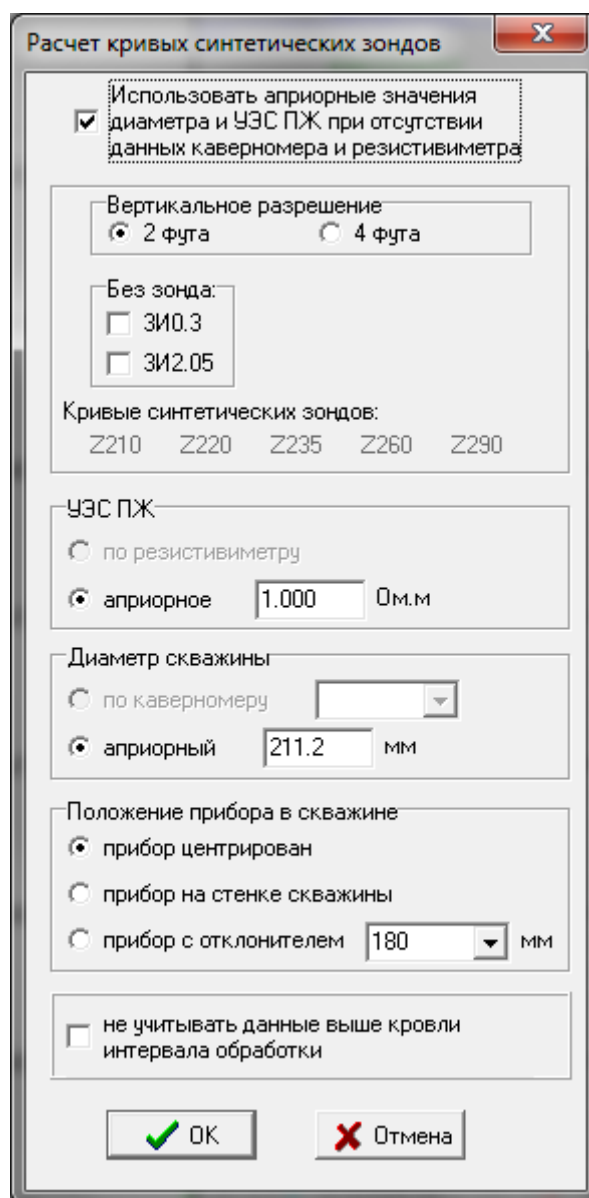 Расчет кривых синтетических зондов
Использовать априорные значения
диаметра и УЭС ПЖ при отсутствии
данных каверномера и резистивиметра
Вертикальное разрешение
2 фута 4 фута
Без зонда:
ЗИ0.3
ЗИ2.05
Кривые синтетических зондов:
Z210 Z220 Z235 Z260 Z290
УЭС ПЖ
по резистивиметру
априорное 1.000 Ом.м
Диаметр скважины
по каверномеру
априорный 211.2 мм
Положение прибора в скважине
прибор центрирован
прибор на стенке скважины
прибор с отклонителем 180 мм
не учитывать данные выше кровли
интервала обработки
OK Отмена